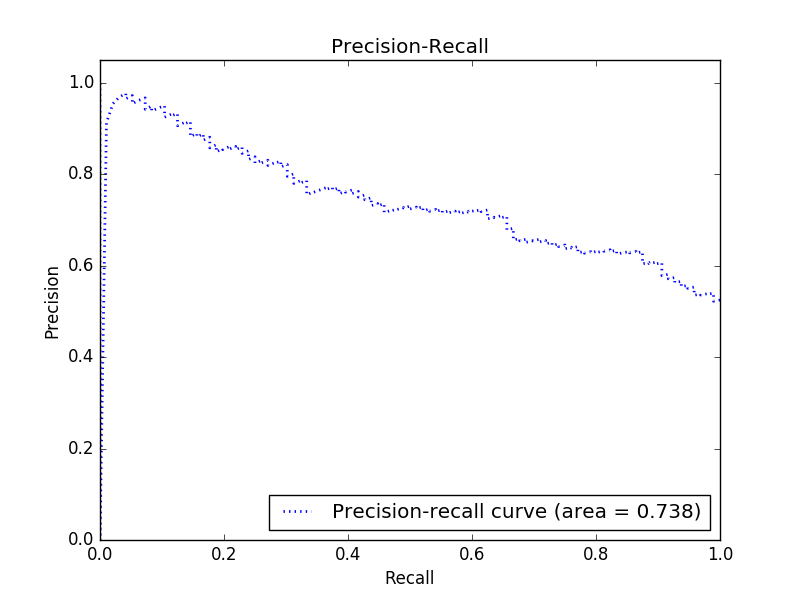 Precision-Recall
1.0
0.8
0.6
0.4
0.2
0.0
Precision
0.0 0.2 0.4 0.6 0.8 1.0
Recall
Precision-recall curve (area = 0.738)